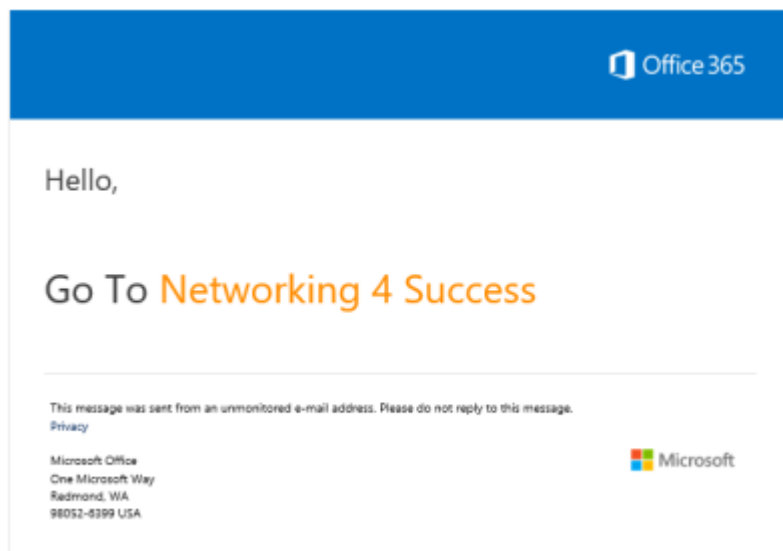 Office 365
Hello,
Go To Networking 4 Success
This message was sent from an unmonitored e-mail address. Please do not reply to this message.
Privacy
Microsoft Office
One Microsoft Way
Redmond, WA
98052-6399 USA
Microsoft